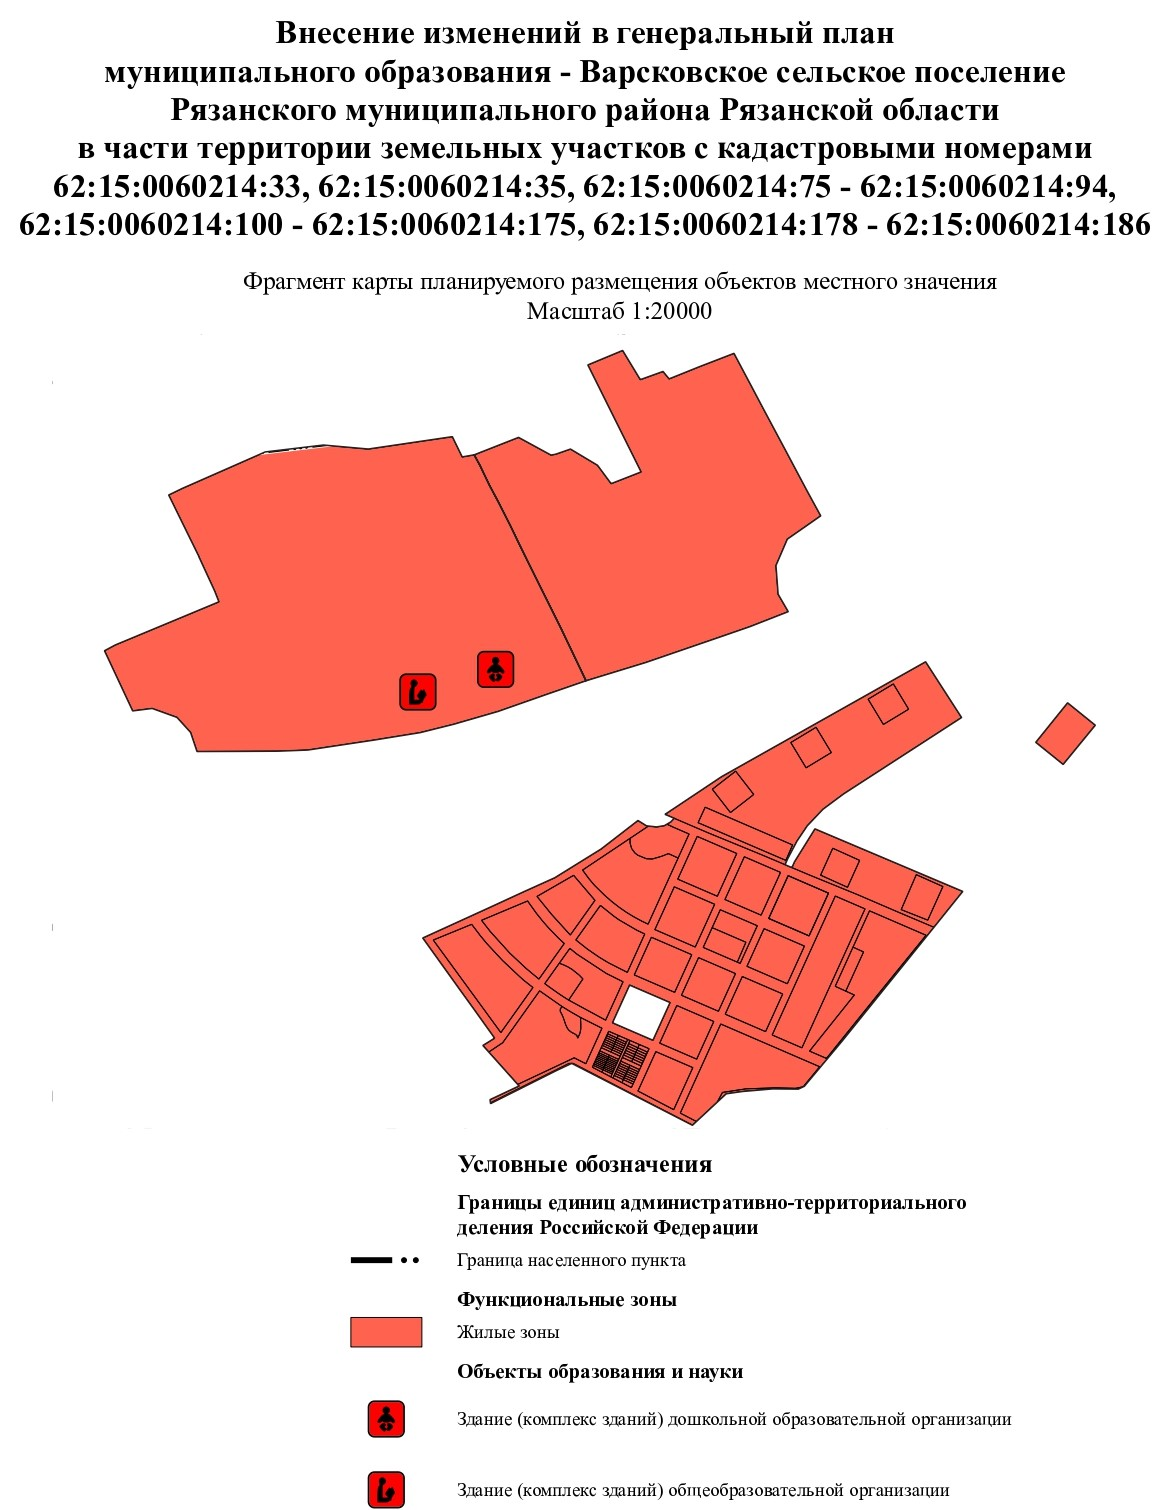 Внесение изменений в генеральный план
муниципального образования - Варсковское сельское поселение
Рязанского муниципального района Рязанской области
в части территории земельных участков с кадастровыми номерами
62:15:0060214:33, 62:15:0060214:35, 62:15:0060214:75 - 62:15:0060214:94,
62:15:0060214:100 - 62:15:0060214:175, 62:15:0060214:178 - 62:15:0060214:186
Фрагмент карты планируемого размещения объектов местного значения
Масштаб 1:20000
Условные обозначения
Границы единиц административно-территориального
деления Российской Федерации
Граница населенного пункта
Функциональные зоны
Жилые зоны
Объекты образования и науки
Здание (комплекс зданий) дошкольной образовательной организации
Здание (комплекс зданий) общеобразовательной организации